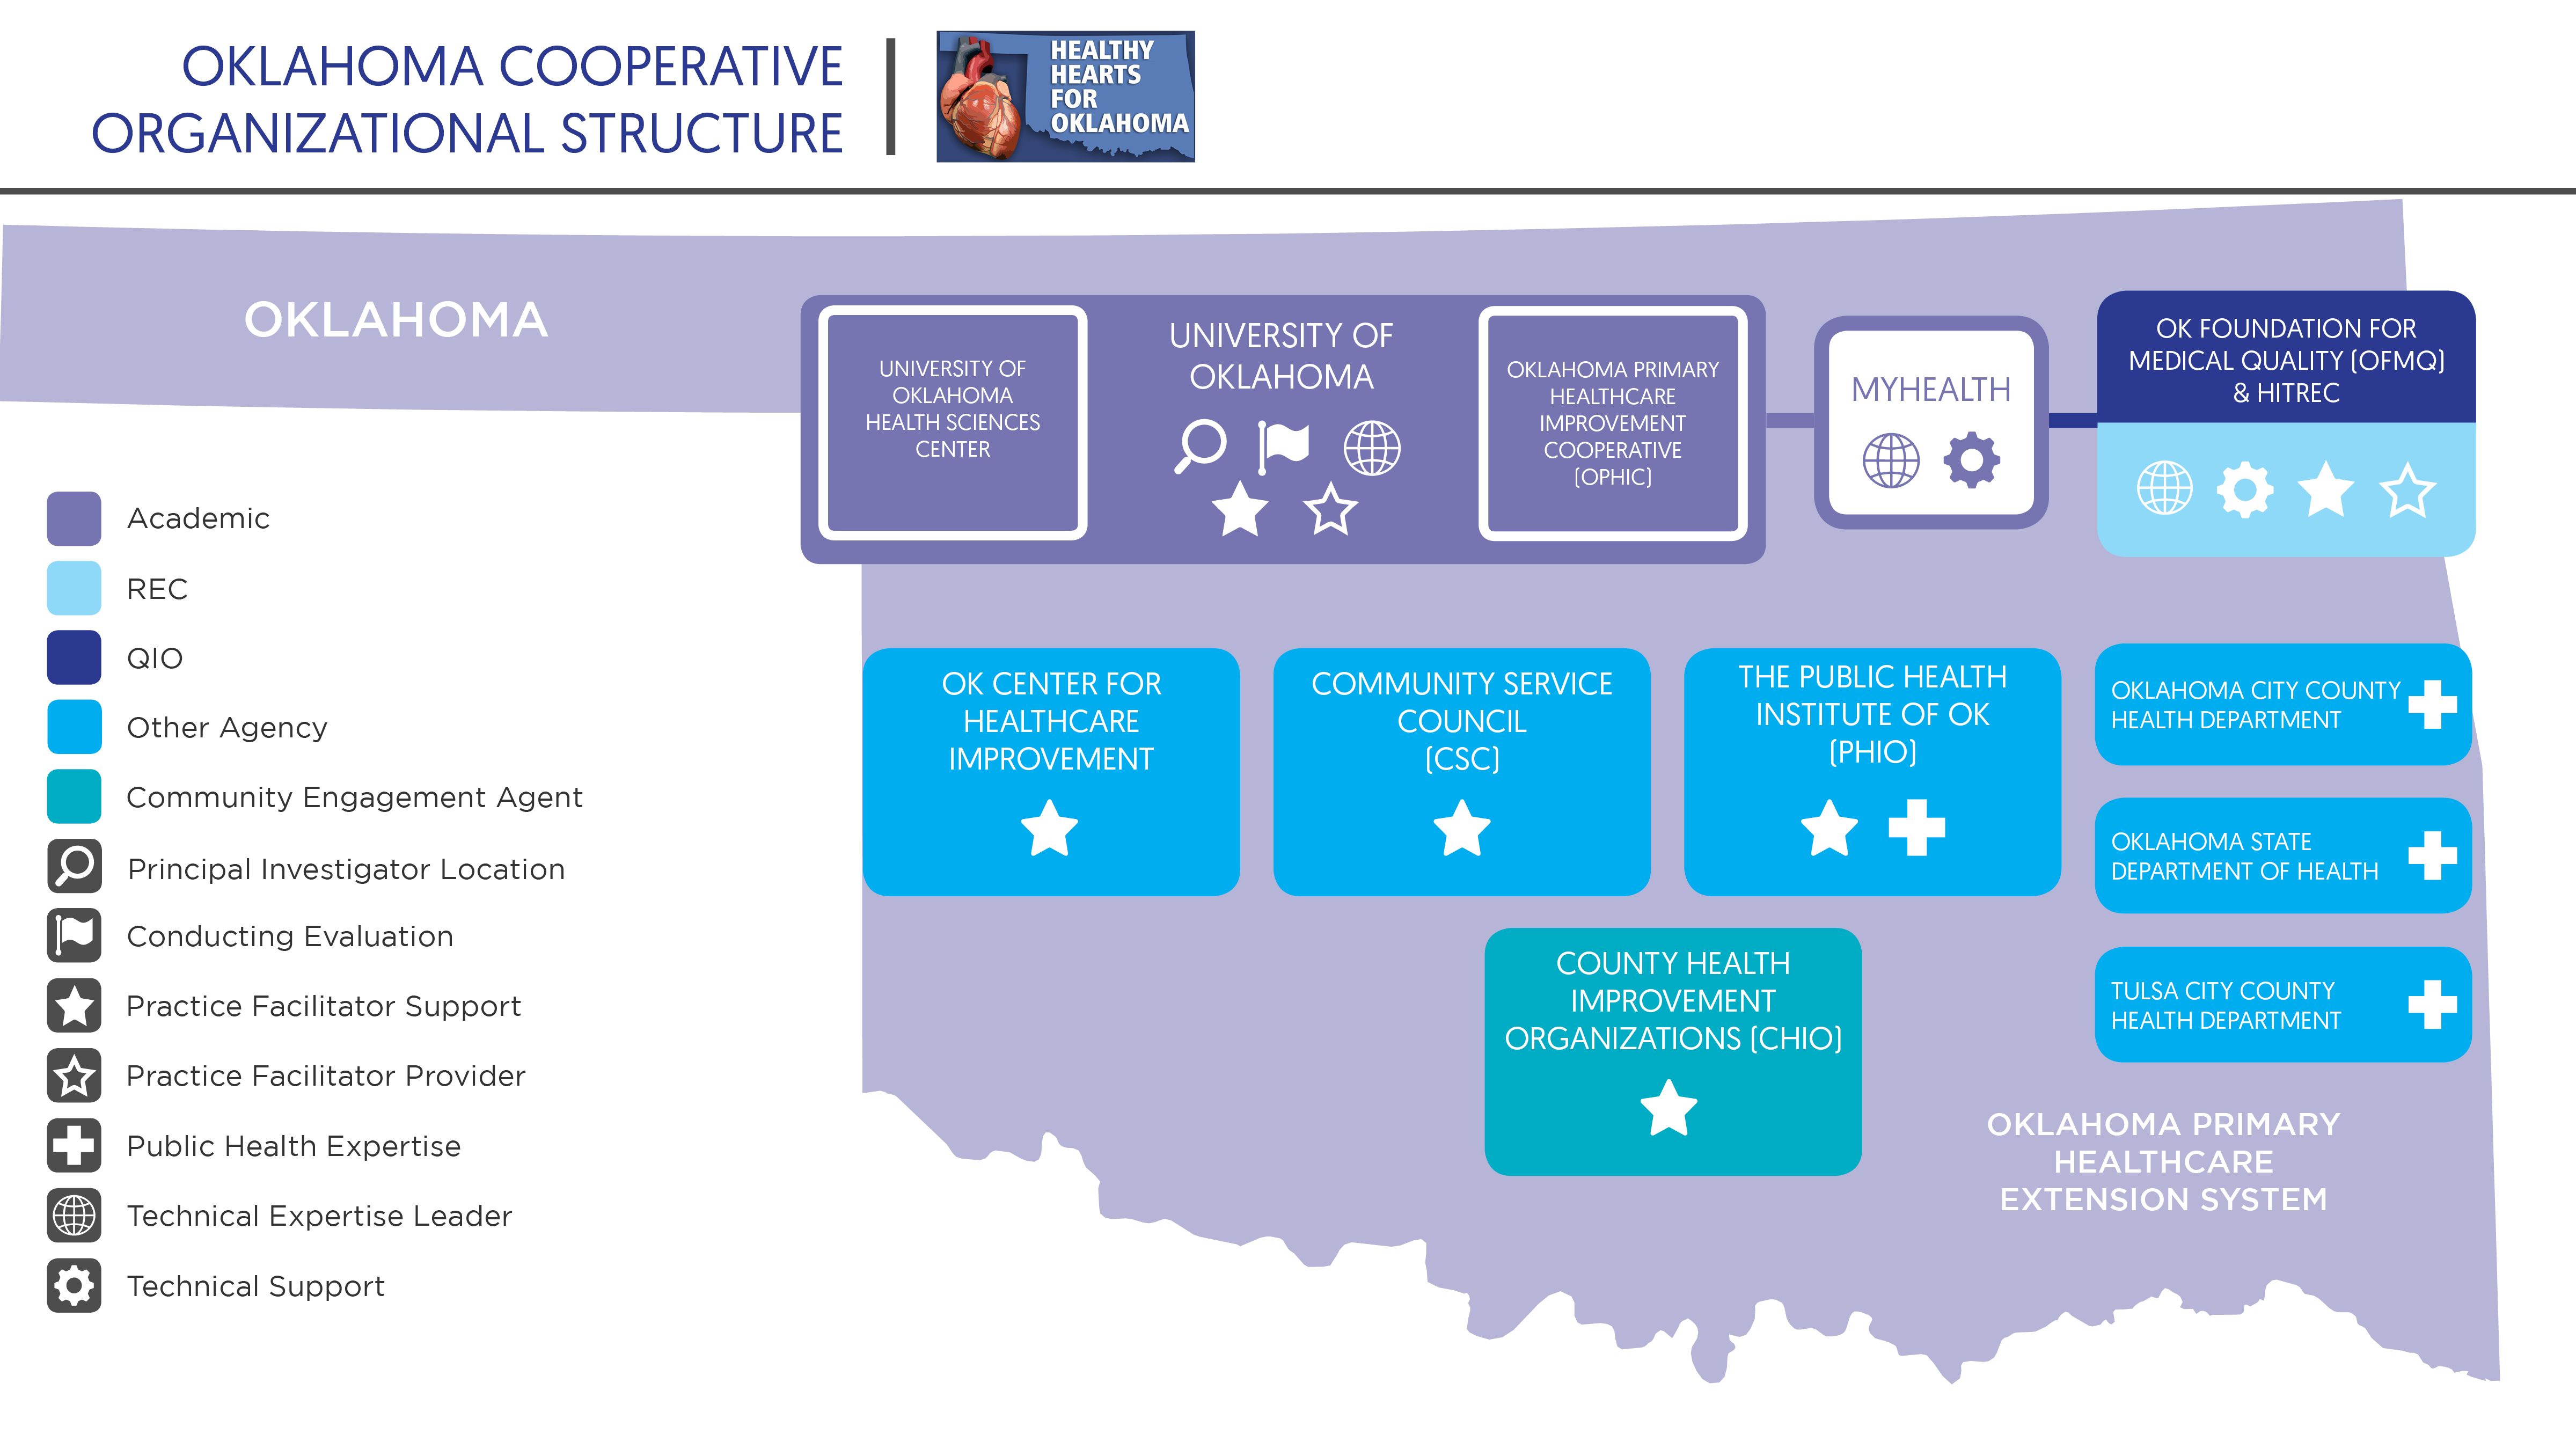 OKLAHOMA COOPERATIVE
ORGANIZATIONAL STRUCTURE
HEALTHY
HEARTS
FOR
OKLAHOMA
OKLAHOMA
UNIVERSITY OF
OKLAHOMA
HEALTH SCIENCES
CENTER
UNIVERSITY OF
OKLAHOMA
OKLAHOMA PRIMARY
HEALTHCARE
IMPROVEMENT
COOPERATIVE
(OPHIC)
MYHEALTH
OK FOUNDATION FOR
MEDICAL QUALITY (OFMQ)
& HITREC
Academic
REC
QIO
Other Agency
Community Engagement Agent
Principal Investigator Location
Conducting Evaluation
Practice Facilitator Support
Practice Facilitator Provider
Public Health Expertise
Technical Expertise Leader
Technical Support
OK CENTER FOR
HEALTHCARE
IMPROVEMENT
COMMUNITY SERVICE
COUNCIL
(CSC)
THE PUBLIC HEALTH
INSTITUTE OF OK
(PHIO)
OKLAHOMA CITY COUNTY
HEALTH DEPARTMENT
OKLAHOMA STATE
DEPARTMENT OF HEALTH
TULSA CITY COUNTY
HEALTH DEPARTMENT
COUNTY HEALTH
IMPROVEMENT
ORGANIZATIONS (CHIO)
OKLAHOMA PRIMARY
HEALTHCARE
EXTENSION SYSTEM